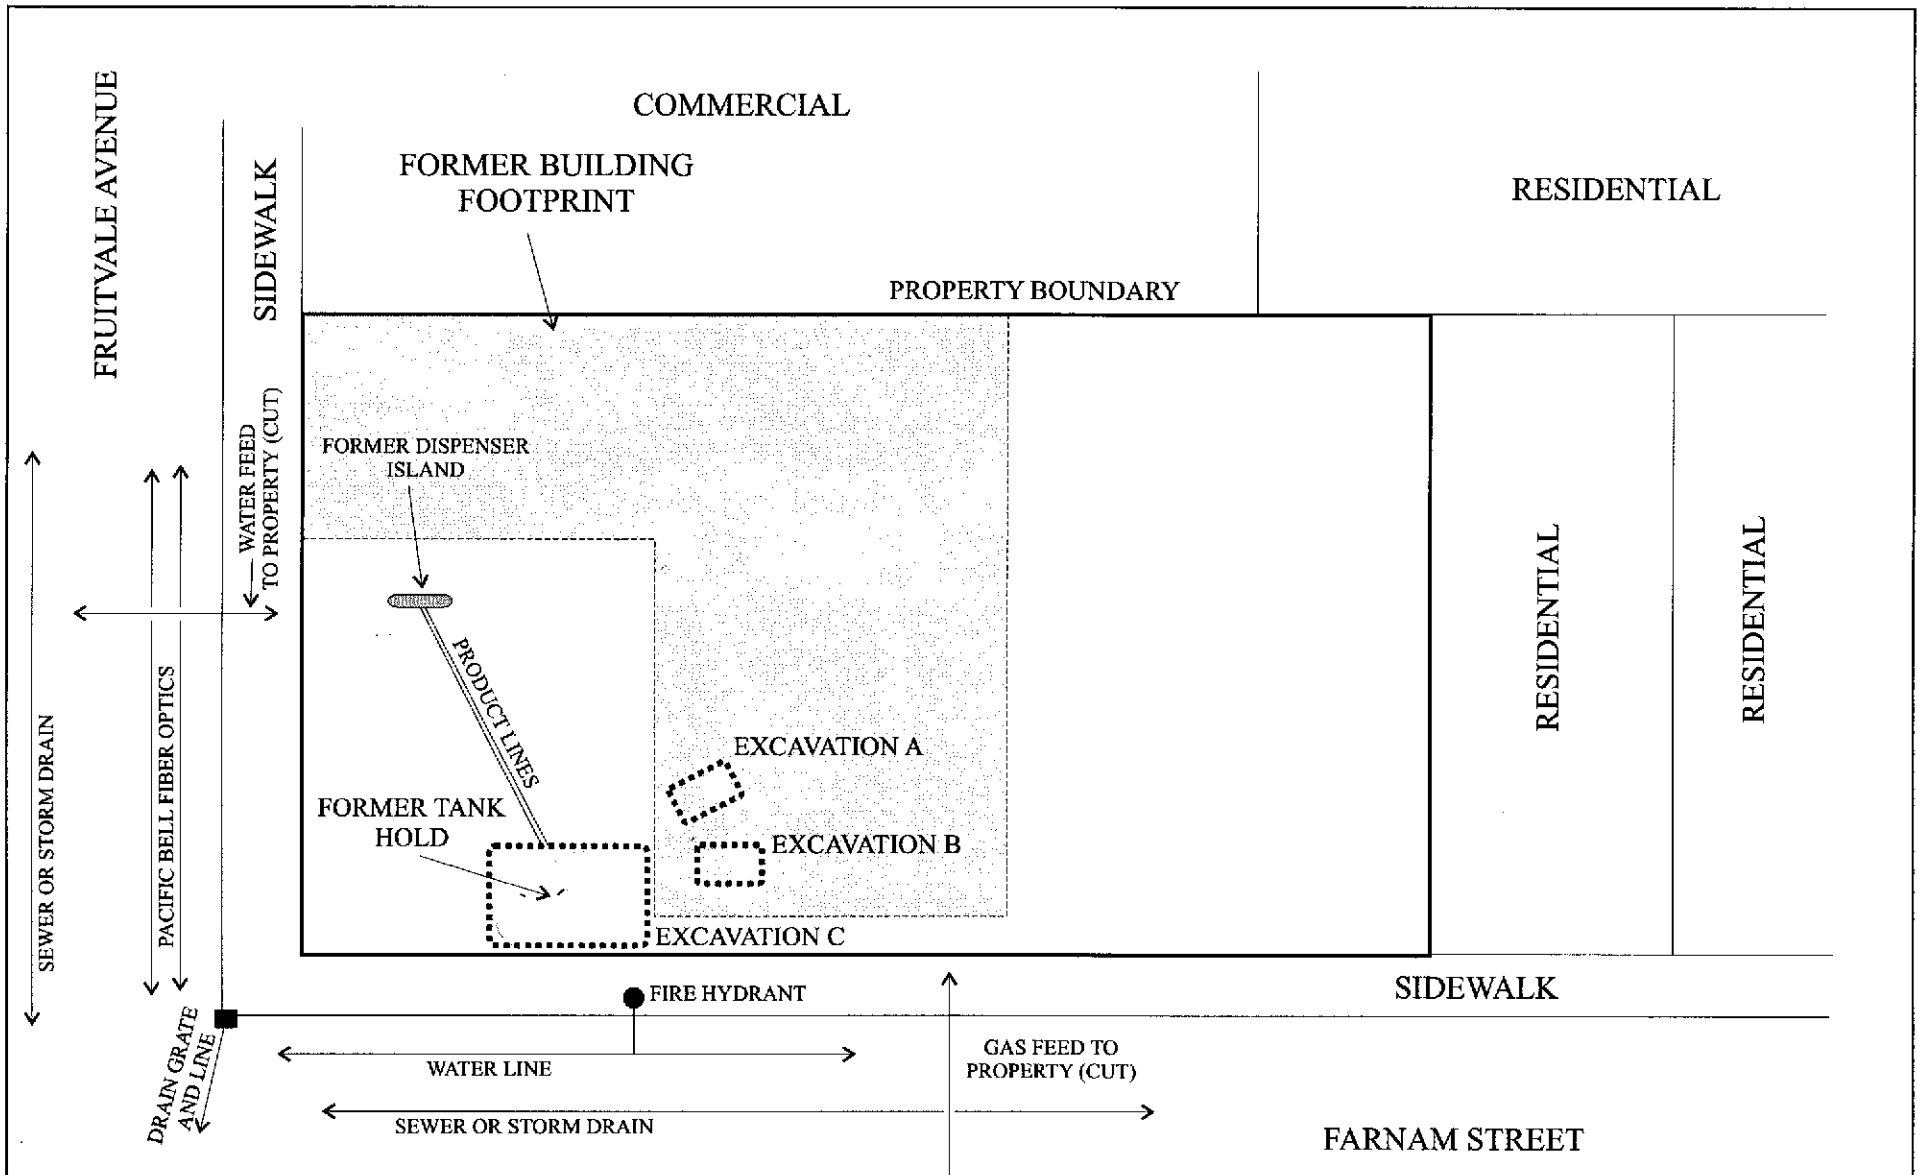 COMMERCIAL
FORMER BUILDING
FOOTPRINT
RESIDENTIAL
FRUITVALE AVENUE
SIDEWALK
PROPERTY BOUNDARY
WATER FEED
TO PROPERTY (CUT)
FORMER DISPENSER
ISLAND
PRODUCT LINES
SEWER OR STORM DRAIN
PACIFIC BELL FIBER OPTICS
EXCAVATION A
FORMER TANK
HOLD
EXCAVATION B
EXCAVATION C
RESIDENTIAL
RESIDENTIAL
FIRE HYDRANT
SIDEWALK
DRAIN GRATE
AND LINE
WATER LINE
GAS FEED TO
PROPERTY (CUT)
SEWER OR STORM DRAIN
FARNAM STREET